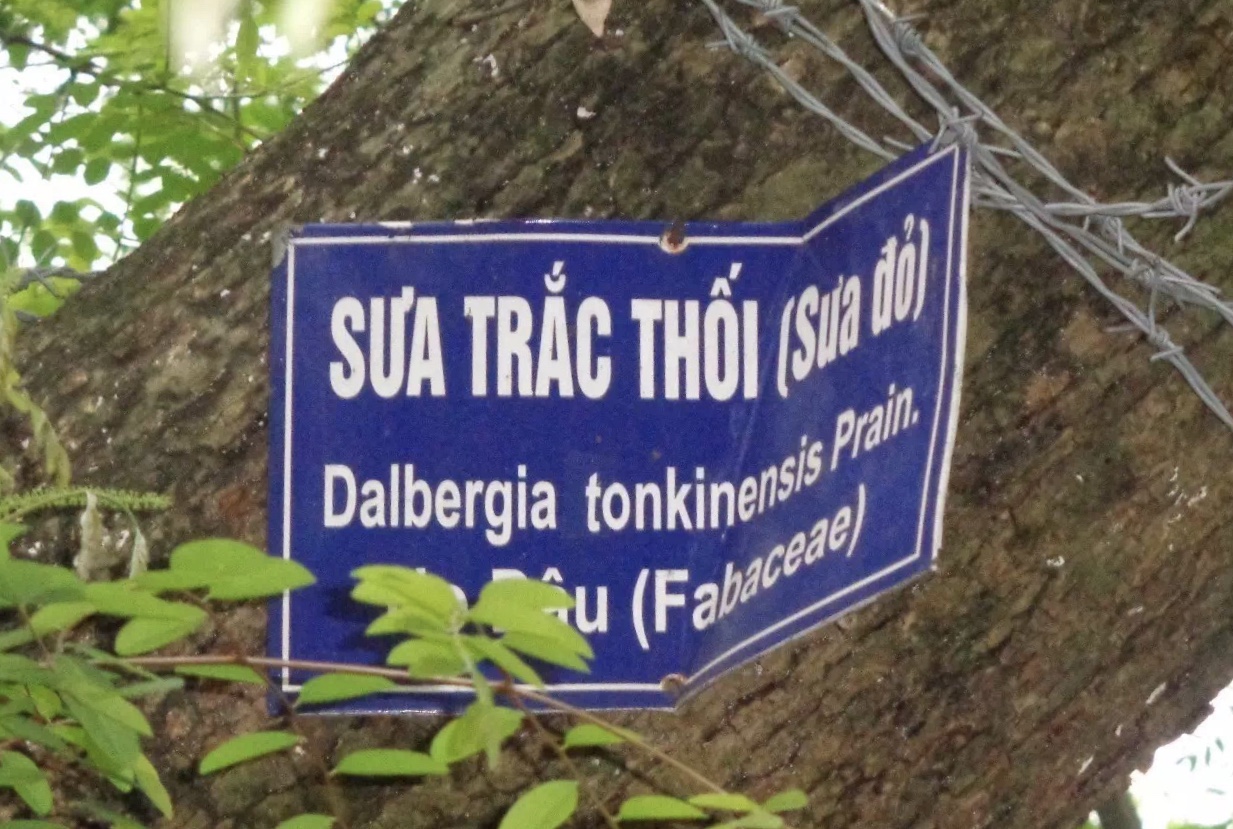 SƯA TRẮC THỐI (Sưa đỏ)
Dalbergia tonkinensis Prain.
(Fabaceae)